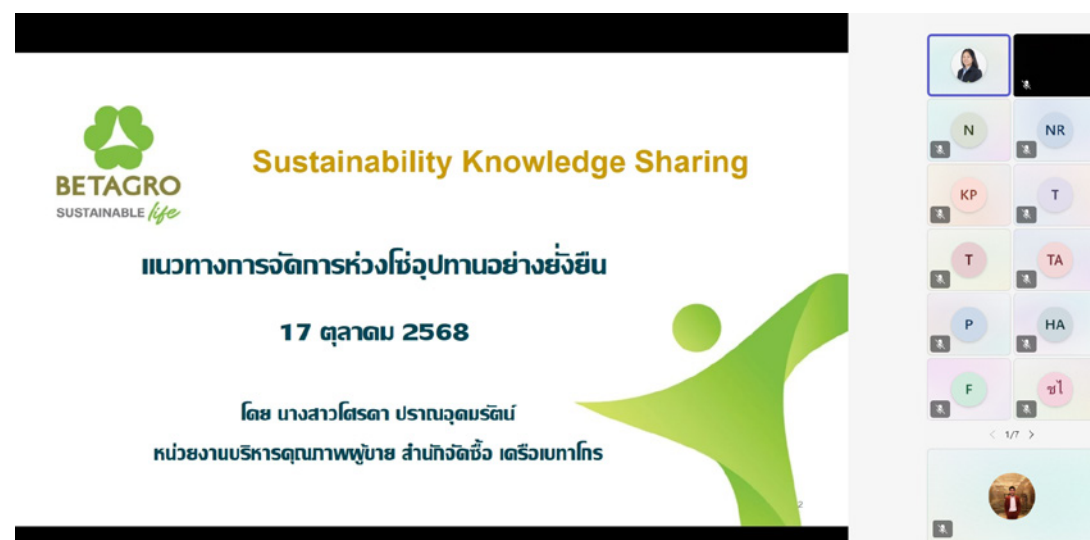 BETAGRO
SUSTAINABLE life
Sustainability Knowledge Sharing
แนวทางการจัดการห่วงโซ่อุปทานอย่างยั่งยืน
17 ตุลาคม 2568
โดย นางสาวโศรดา ปราณอุดมรัตน์
หน่วยงานบริหารคุณภาพผู้ขาย สำนักจัดซื้อ เครือเบทาโกร
2
N
NR
KP
T
T
TA
P
HA
F
ชไ
< 1/7 >